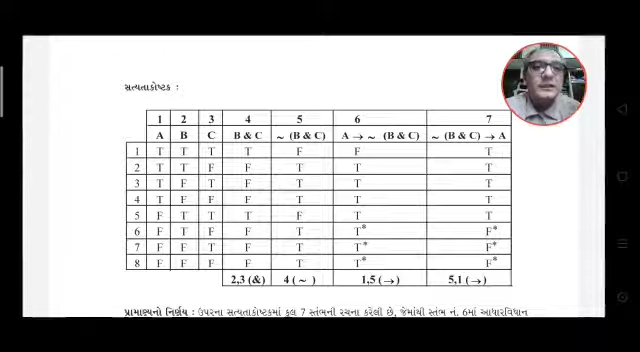 સત્યતાકોષ્ટક :
1 2 3 4 5 6 7
A B C B & C ~ (B & C) A → ~ (B & C) ~ (B & C) → A
1 T T T T F F T
2 T T F F T T T
3 T F T F T T T
4 T F F F T T T
5 F T T T F T T
6 F T F F T T* F*
7 F F T F T T* F*
8 F F F F T T* F*
2,3 (&) 4 (~) 1,5 (→) 5,1 (→)
પ્રામાણ્યનો નિર્ણય : ઉપરના સત્યતાકોષ્ટકમાં કુલ 7 સ્તંભની રચના કરેલી છે, જેમાંથી સ્તંભ નં. 6માં આધારવિધાન